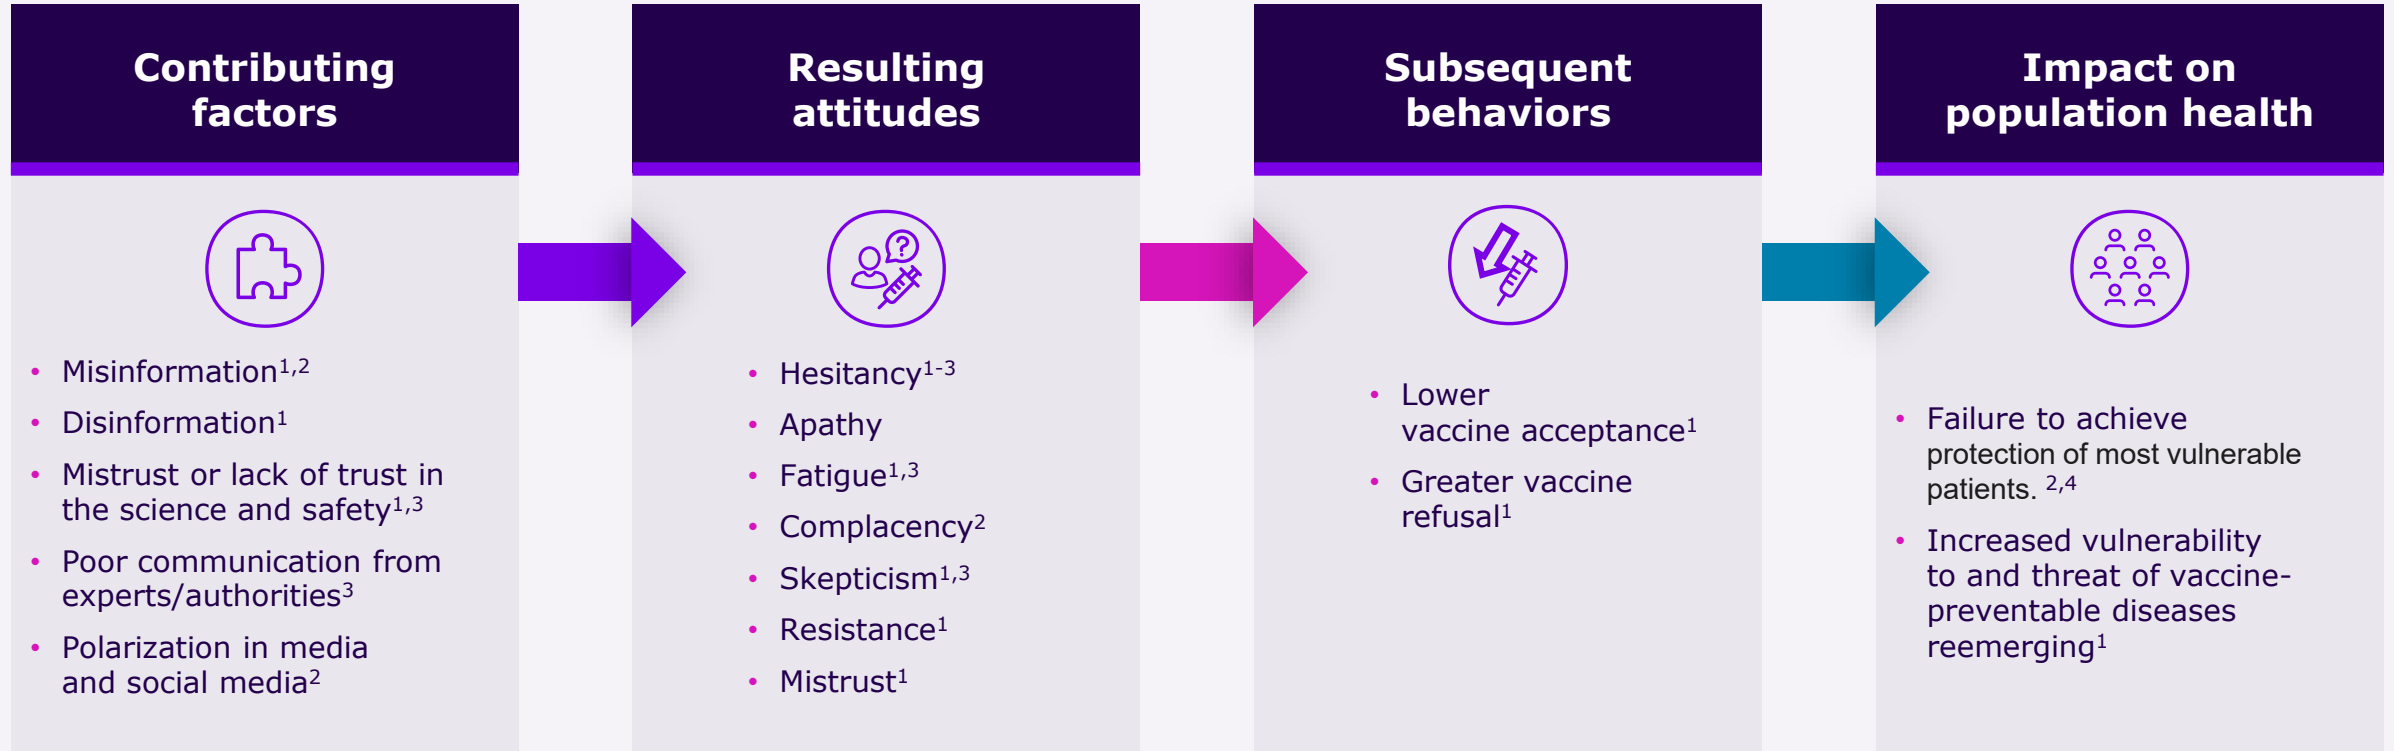 Contributing
factors
• Misinformation1,2
• Disinformation1
• Mistrust or lack of trust in
the science and safety1,3
• Poor communication from
experts/authorities3
• Polarization in media
and social media2
Resulting
attitudes
?
• Hesitancy1-3
• Apathy
• Fatigue1,3
• Complacency2
• Skepticism1,3
• Resistance1
• Mistrust1
Subsequent
behaviors
• Lower
vaccine acceptance1
• Greater vaccine
refusal1
Impact on
population health
• Failure to achieve
protection of most vulnerable
patients. 2,4
• Increased vulnerability
to and threat of vaccine-
preventable diseases
reemerging1